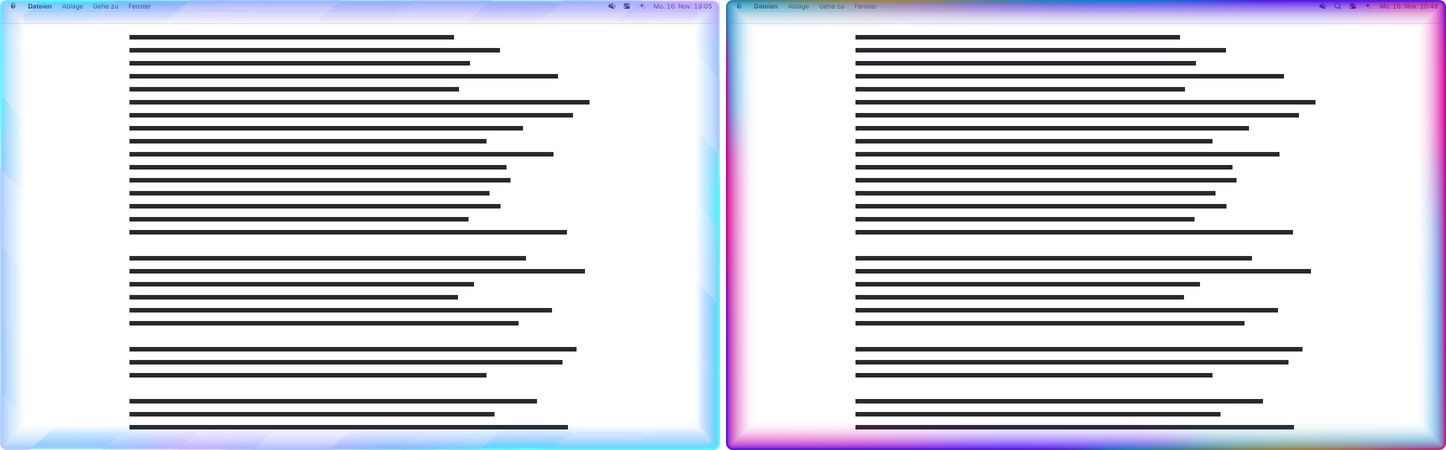 Dateien Ablage Gehe zu Fenster Mo. 16. Nov. 19:05
Dateien Ablage Gehe zu Fenster Mo. 16. Nov. 20:48